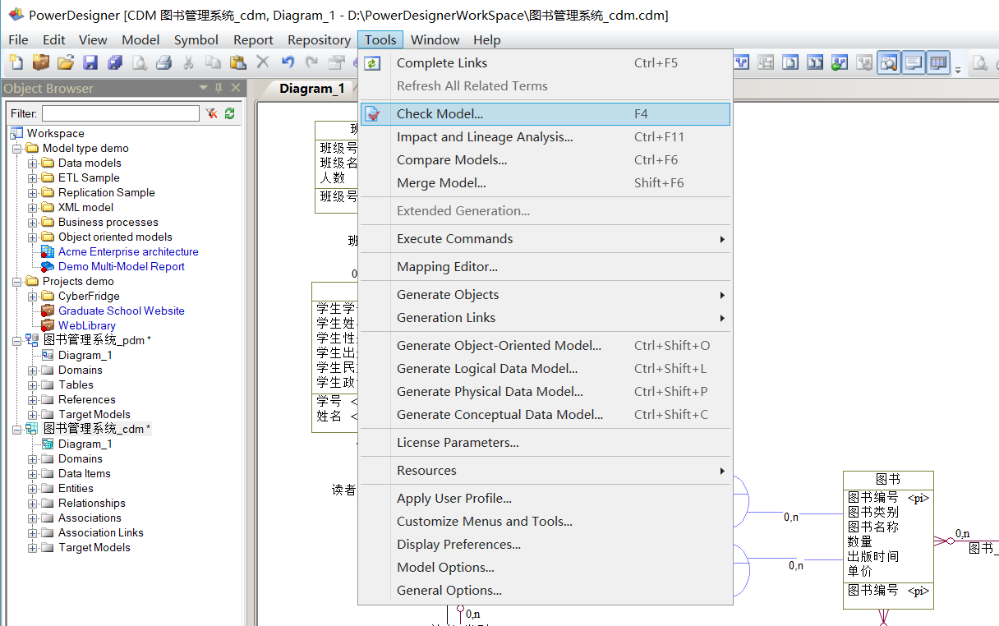 PowerDesigner [CDM 图书管理系统_cdm, Diagram_1 - D:\PowerDesignerWorkSpace\图书管理系统_cdm.cdm]
File Edit View Model Symbol Report Repository Tools Window Help
Object Browser
Filter:
Workspace
Model type demo
Data models
ETL Sample
Replication Sample
XML model
Business processes
Object oriented models
Acme Enterprise architecture
Demo Multi-Model Report
Projects demo
CyberFridge
Graduate School Website
WebLibrary
图书管理系统_pdm *
Diagram_1
Domains
Tables
References
Target Models
图书管理系统_cdm *
Diagram_1
Domains
Data Items
Entities
Relationships
Associations
Association Links
Target Models
Diagram_1
班级号
班级名
人数
班级号
班
0
学生学
学生姓
学生性
学生出
学生民
学生政
学号 <
姓名 <
读者
Complete Links Ctrl+F5
Refresh All Related Terms
Check Model... F4
Impact and Lineage Analysis... Ctrl+F11
Compare Models... Ctrl+F6
Merge Model... Shift+F6
Extended Generation...
Execute Commands
Mapping Editor...
Generate Objects
Generation Links
Generate Object-Oriented Model... Ctrl+Shift+O
Generate Logical Data Model... Ctrl+Shift+L
Generate Physical Data Model... Ctrl+Shift+P
Generate Conceptual Data Model... Ctrl+Shift+C
License Parameters...
Resources
Apply User Profile...
Customize Menus and Tools...
Display Preferences...
Model Options...
General Options...
0,n
0,n
0,n
图书
图书编号 <pi>
图书类别
图书名称
数量
出版时间
单价
图书编号 <pi>
0,n
图书_